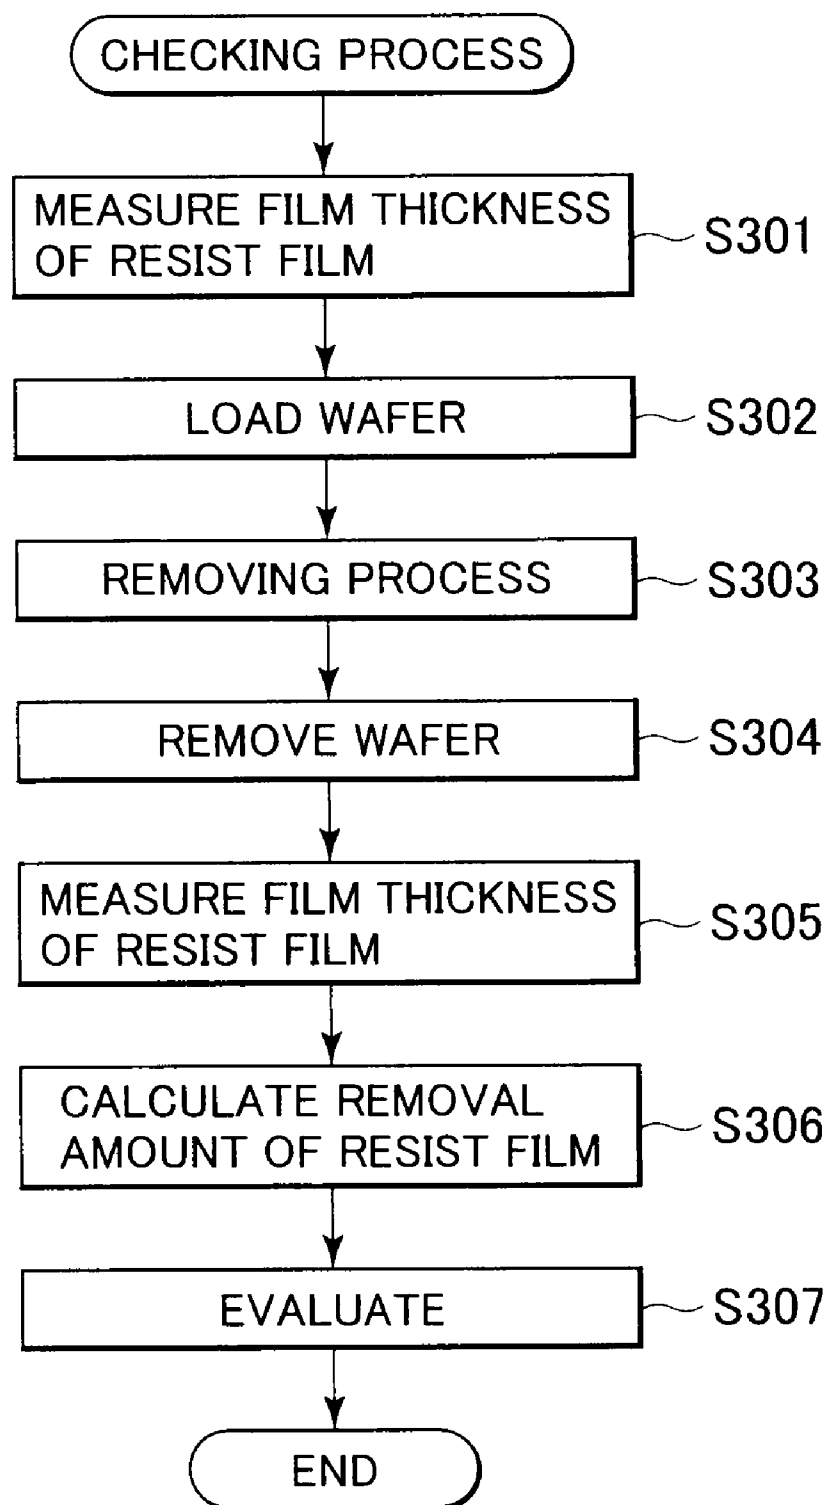 CHECKING PROCESS
MEASURE FILM THICKNESS
OF RESIST FILM
S301
LOAD WAFER
S302
REMOVING PROCESS
S303
REMOVE WAFER
S304
MEASURE FILM THICKNESS
OF RESIST FILM
S305
CALCULATE REMOVAL
AMOUNT OF RESIST FILM
S306
EVALUATE
S307
END